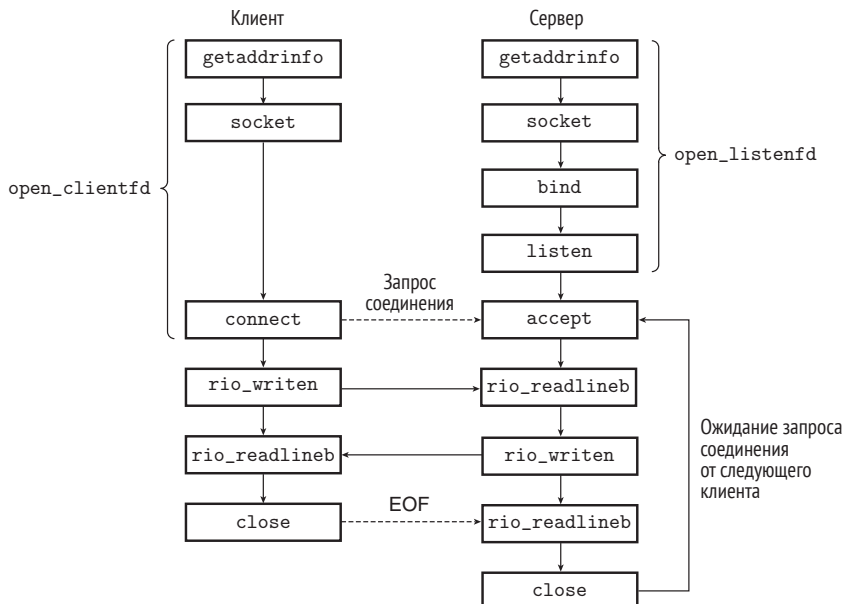 Клиент
Сервер
getaddrinfo
getaddrinfo
socket
socket
open_clientfd
open_listenfd
bind
listen
Запрос
соединения
connect
accept
rio_writen
rio_readlineb
Ожидание запроса
соединения
от следующего
клиента
rio_readlineb
rio_writen
close
EOF
rio_readlineb
close